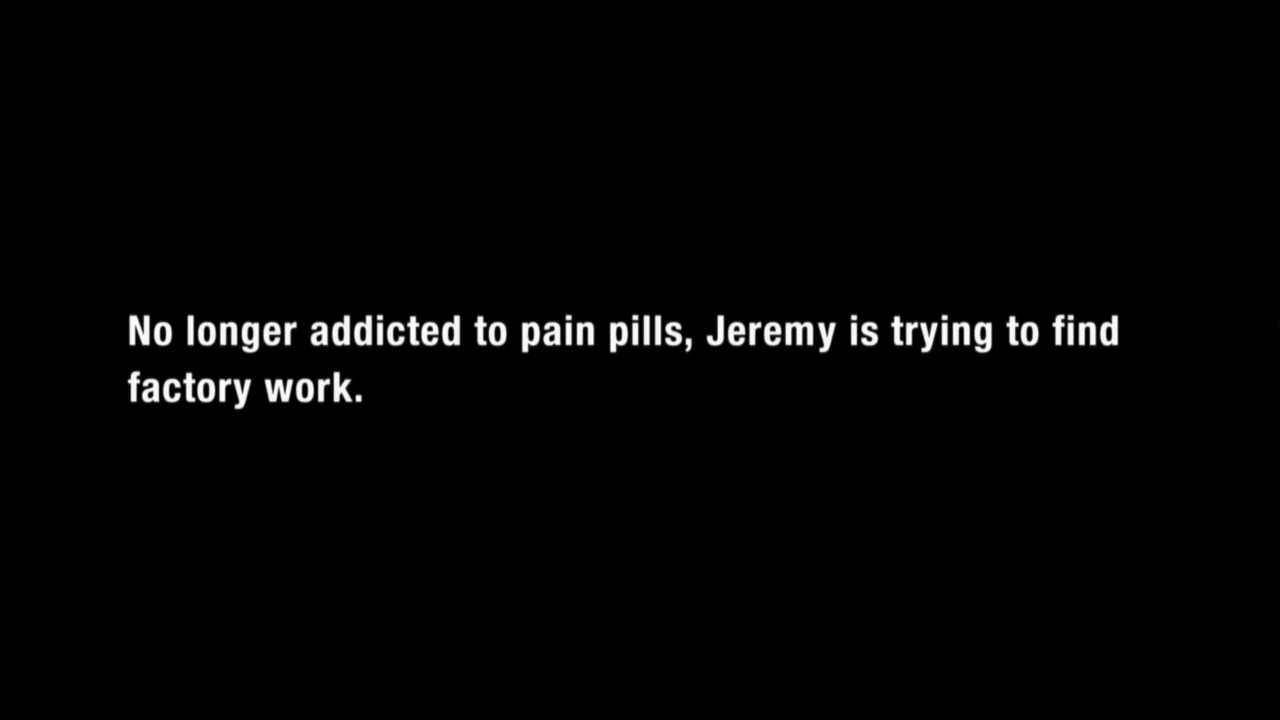 No longer addicted to pain pills, Jeremy is trying to find
factory work.